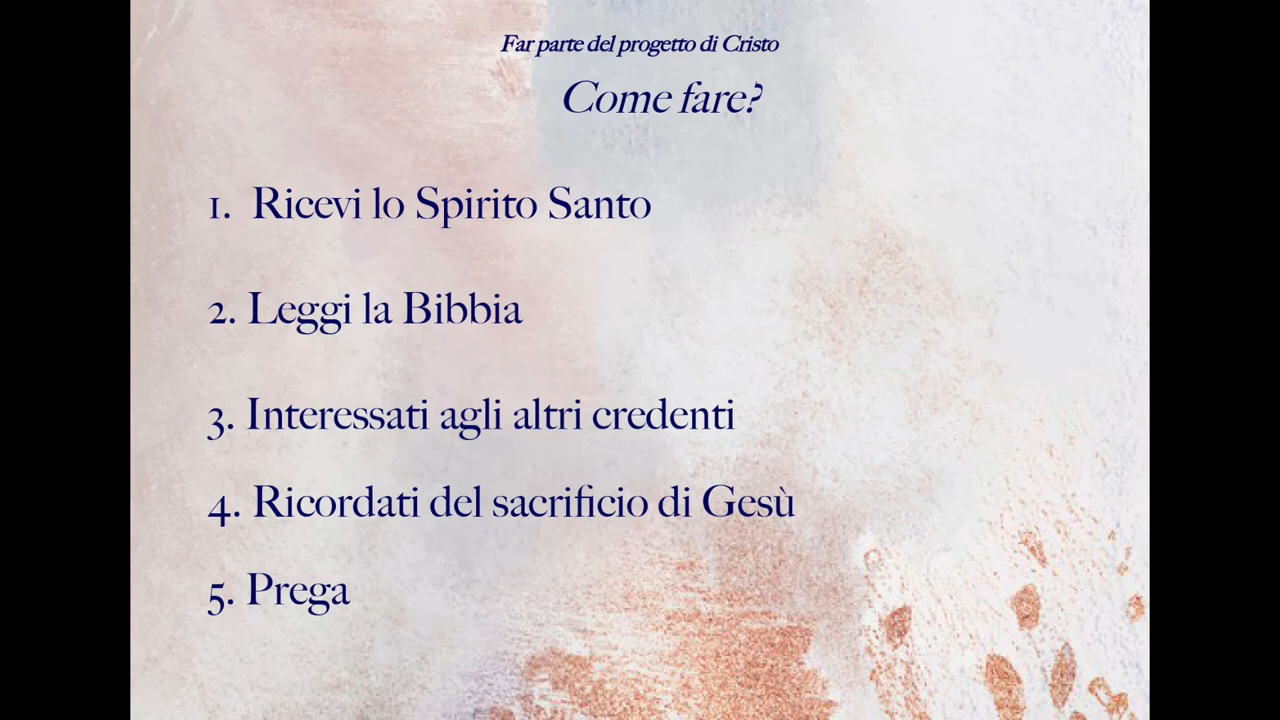 Far parte del progetto di Cristo
Come fare?
1. Ricevi lo Spirito Santo
2. Leggi la Bibbia
3. Interessati agli altri credenti
4. Ricordati del sacrificio di Gesù
5. Prega